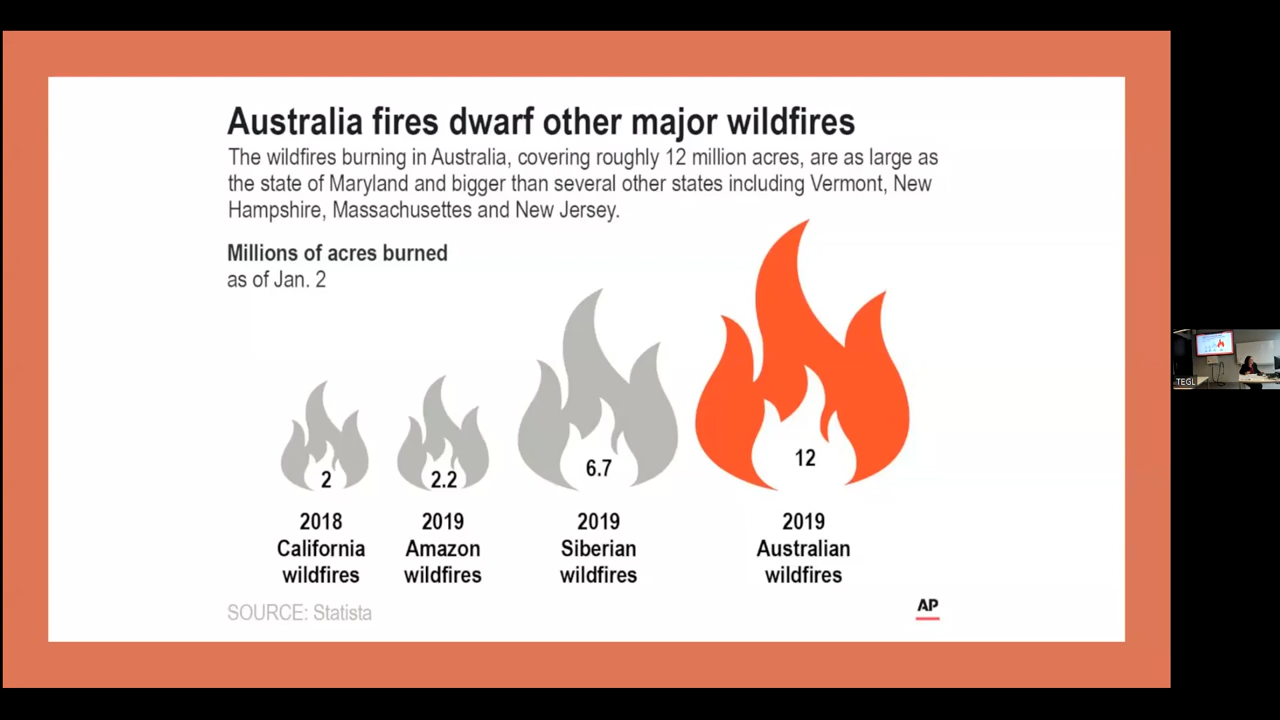 Australia fires dwarf other major wildfires
The wildfires burning in Australia, covering roughly 12 million acres, are as large as
the state of Maryland and bigger than several other states including Vermont, New
Hampshire, Massachusettes and New Jersey.
Millions of acres burned
as of Jan. 2
2
2.2
6.7
12
2018
California
wildfires
2019
Amazon
wildfires
2019
Siberian
wildfires
2019
Australian
wildfires
SOURCE: Statista
AP
TEGL